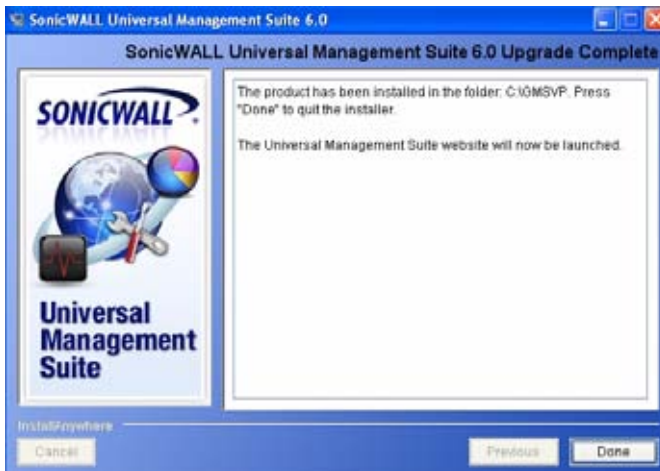 SonicWALL Universal Management Suite 6.0
SonicWALL Universal Management Suite 6.0 Upgrade Complete
SONICWALL
The product has been installed in the folder: C:\GMSVP. Press
"Done" to quit the installer.
The Universal Management Suite website will now be launched.
Universal
Management
Suite
InstallAnywhere
Cancel
Previous
Done